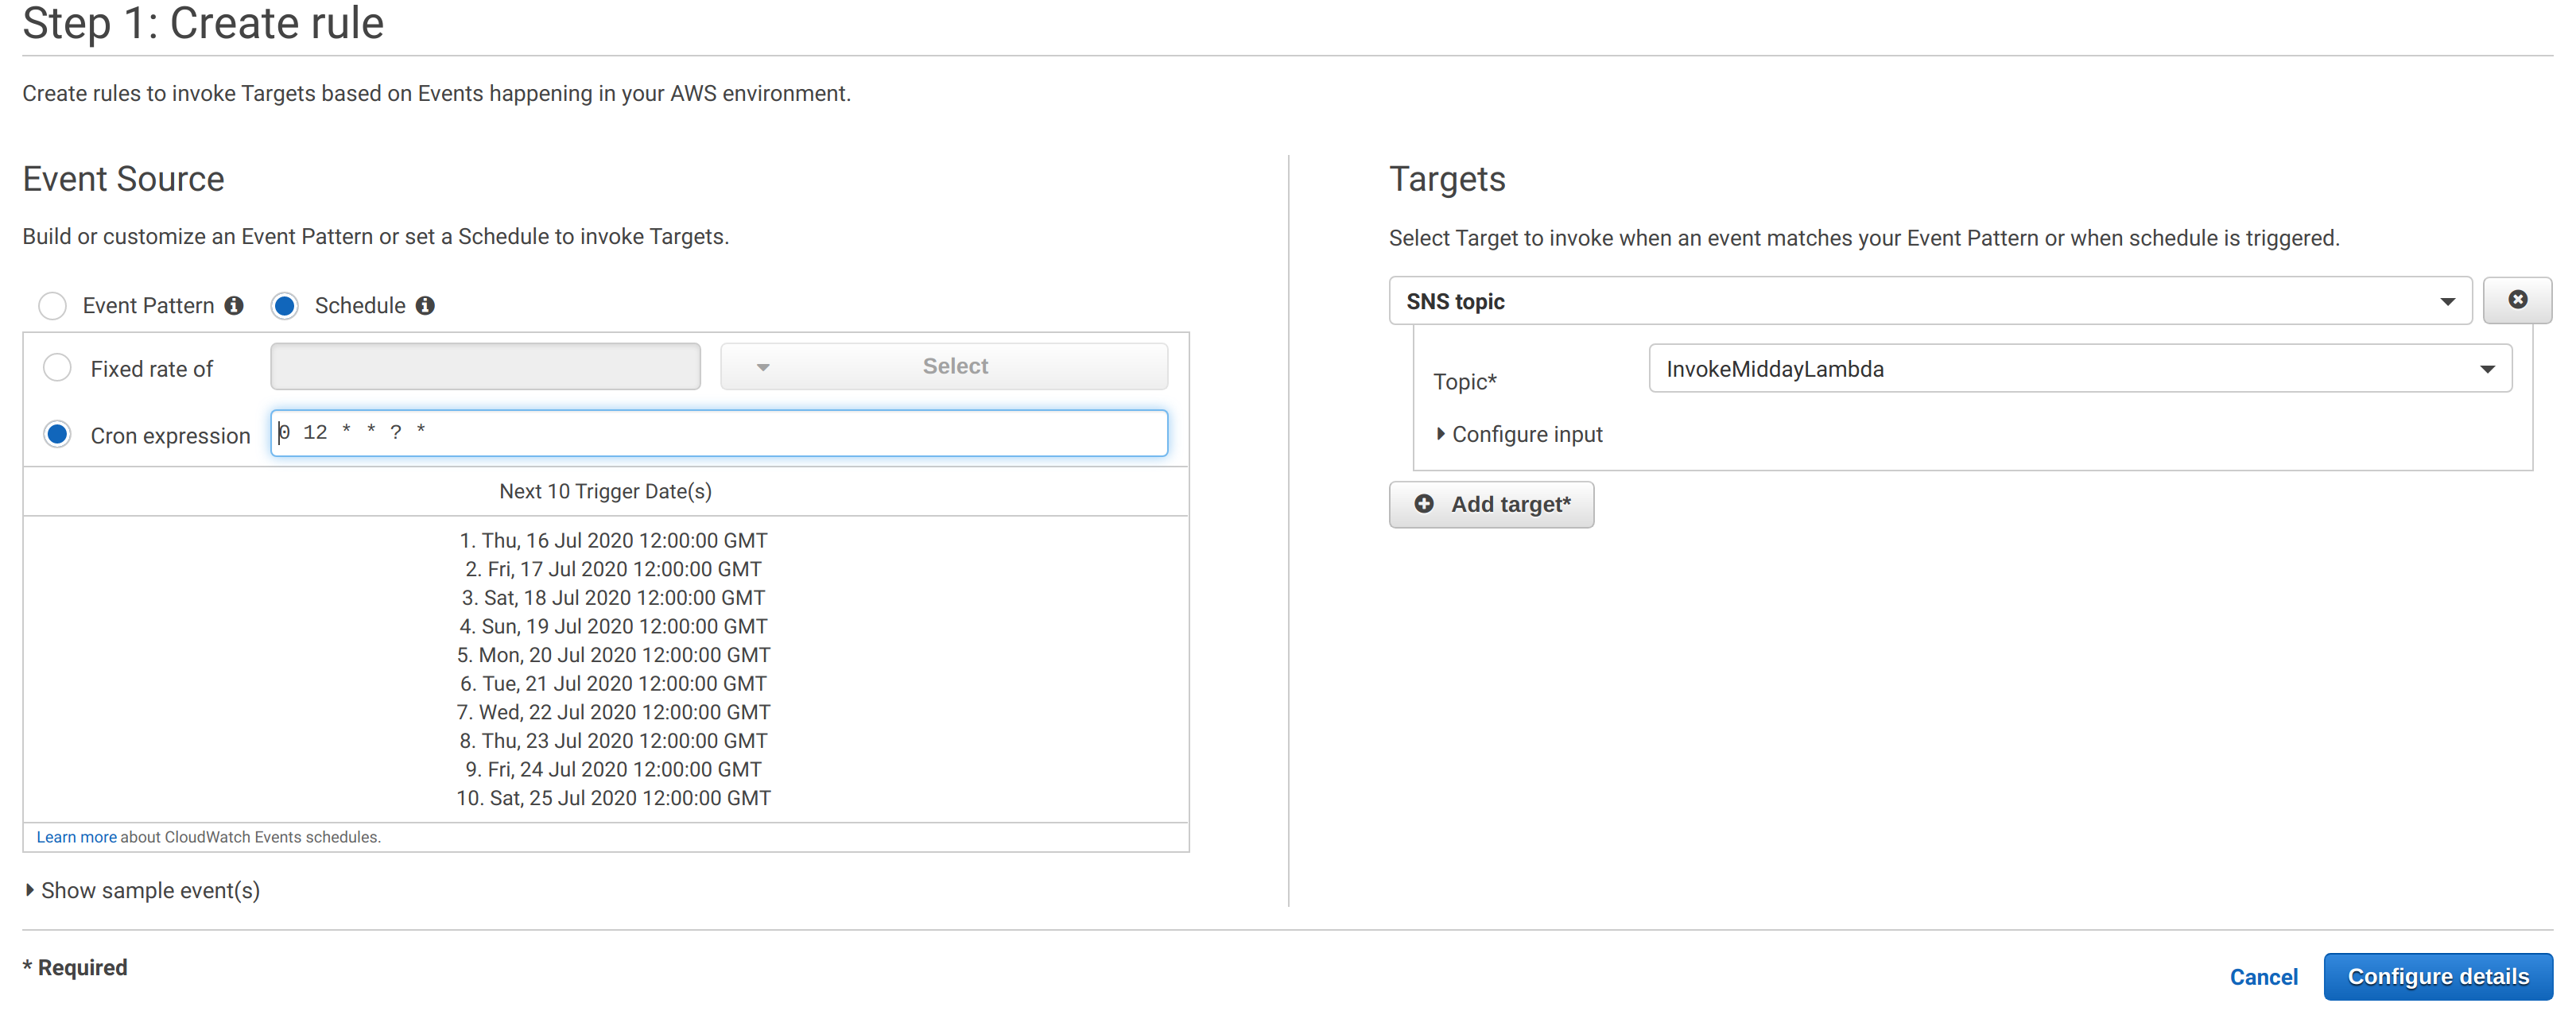 Step 1: Create rule
Create rules to invoke Targets based on Events happening in your AWS environment.
Event Source
Build or customize an Event Pattern or set a Schedule to invoke Targets.
Event Pattern Schedule
Fixed rate of Select
Cron expression 0 12 * * ? *
Next 10 Trigger Date(s)
1. Thu, 16 Jul 2020 12:00:00 GMT
2. Fri, 17 Jul 2020 12:00:00 GMT
3. Sat, 18 Jul 2020 12:00:00 GMT
4. Sun, 19 Jul 2020 12:00:00 GMT
5. Mon, 20 Jul 2020 12:00:00 GMT
6. Tue, 21 Jul 2020 12:00:00 GMT
7. Wed, 22 Jul 2020 12:00:00 GMT
8. Thu, 23 Jul 2020 12:00:00 GMT
9. Fri, 24 Jul 2020 12:00:00 GMT
10. Sat, 25 Jul 2020 12:00:00 GMT
Learn more about CloudWatch Events schedules.
Show sample event(s)
Targets
Select Target to invoke when an event matches your Event Pattern or when schedule is triggered.
SNS topic
Topic* InvokeMiddayLambda
Configure input
Add target*
* Required
Cancel Configure details